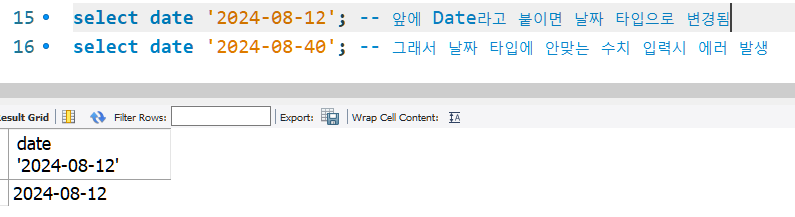 15 select date '2024-08-12'; -- 앞에 Date라고 붙이면 날짜 타입으로 변경됨
16 select date '2024-08-40'; -- 그래서 날짜 타입에 안맞는 수치 입력시 에러 발생
esult Grid Filter Rows: Export: Wrap Cell Content:
date
'2024-08-12'
2024-08-12